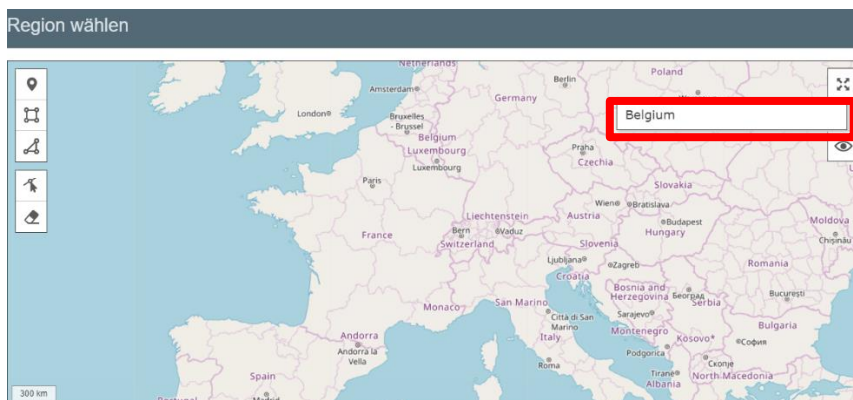 Region wählen
Netherlands
Amsterdam
Berlin
Poland
Germany
London
Belgium
Bruxelles
- Brussel
Belgium
Luxembourg
Luxembourg
Praha
Czechia
Paris
Slovakia
Wien
Bratislava
Liechtenstein
Austria
Budapest
Hungary
Moldova
Chișinău
France
Bern
Vaduz
Switzerland
Slovenia
Ljubljana
Zagreb
Romania
Croatia
Bosnia and
Herzegovina
Београд
Serbia
București
Monaco
San Marino
Città di San
Marino
Sarajevo
Italy
Montenegro
Kosovo*
Bulgaria
София
Andorra
Andorra la
Vella
Podgorica
Скопје
Roma
Tiranë
North Macedonia
Albania
Spain
Madrid
Portugal
300 km